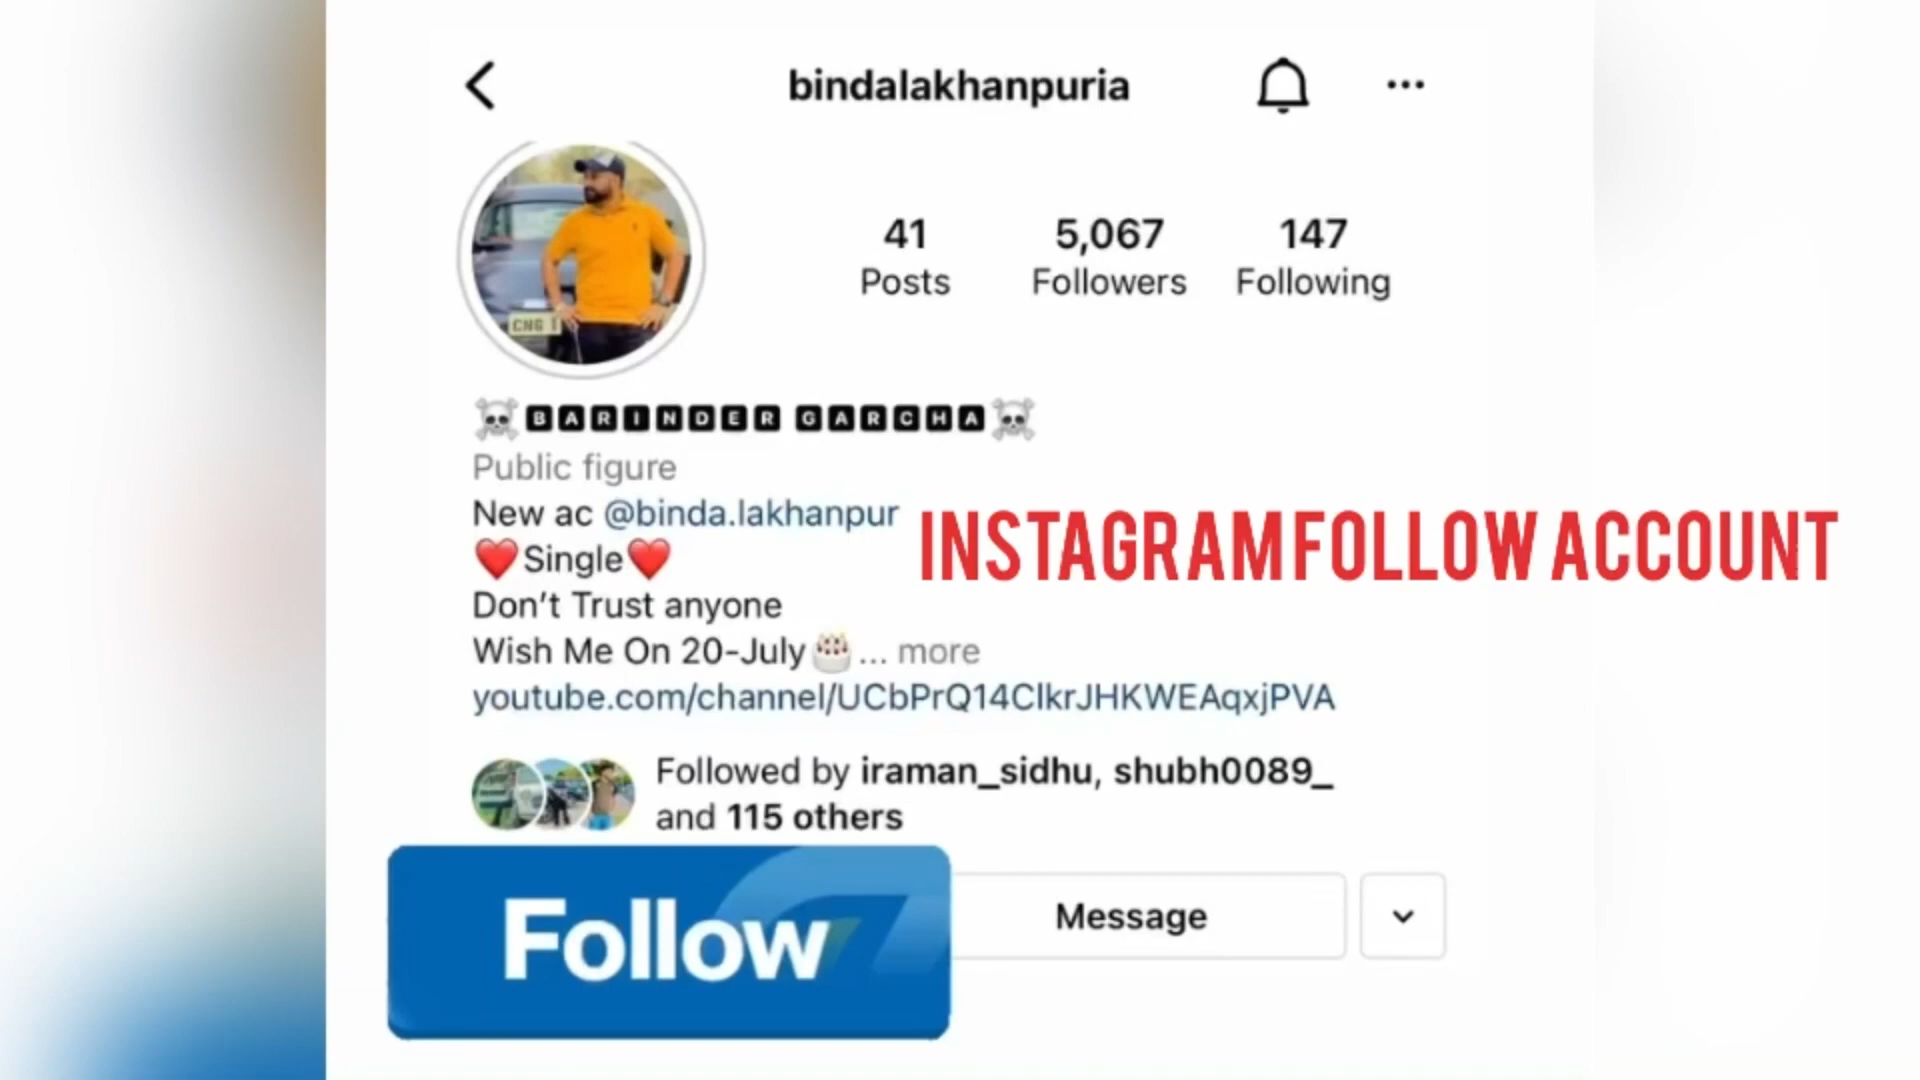 bindalakhanpuria
41 5,067 147
Posts Followers Following
CNG 1
☠️🅱🅰🆁🅸🅽🅳🅴🆁 🅶🅰🆁🅲🅷🅰☠️
Public figure
New ac @binda.lakhanpur
❤️Single❤️
INSTAGRAM FOLLOW ACCOUNT
Don't Trust anyone
Wish Me On 20-July🎂... more
youtube.com/channel/UCbPrQ14ClkrJHKWEAqxjPVA
Followed by iraman_sidhu, shubh0089_
and 115 others
Follow
Message